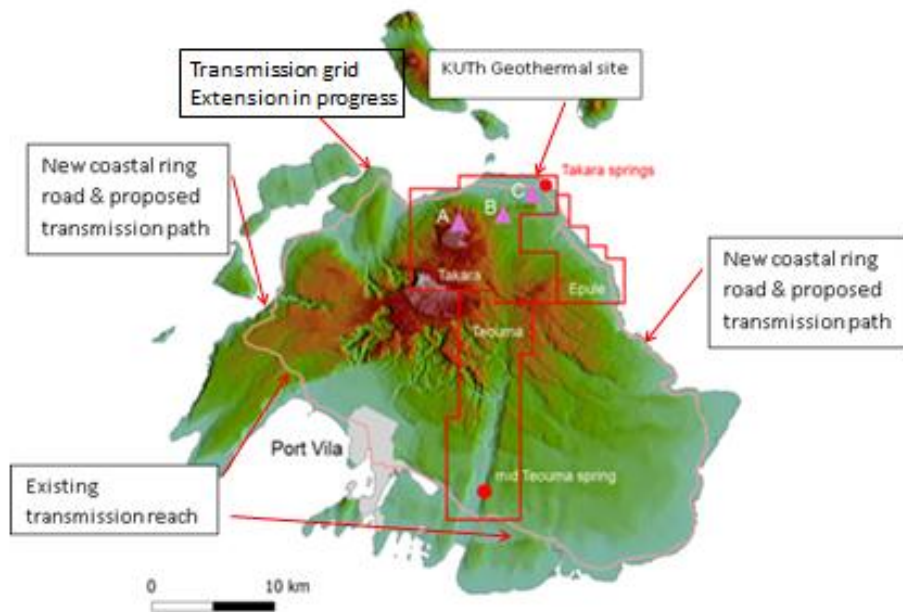 Transmission grid
Extension in progress
KUTh Geothermal site
New coastal ring
road & proposed
transmission path
Takara springs
C
B
A
Takara
Epule
New coastal ring
road & proposed
transmission path
Teouma
Port Vila
mid Teouma spring
Existing
transmission reach
0
10 km